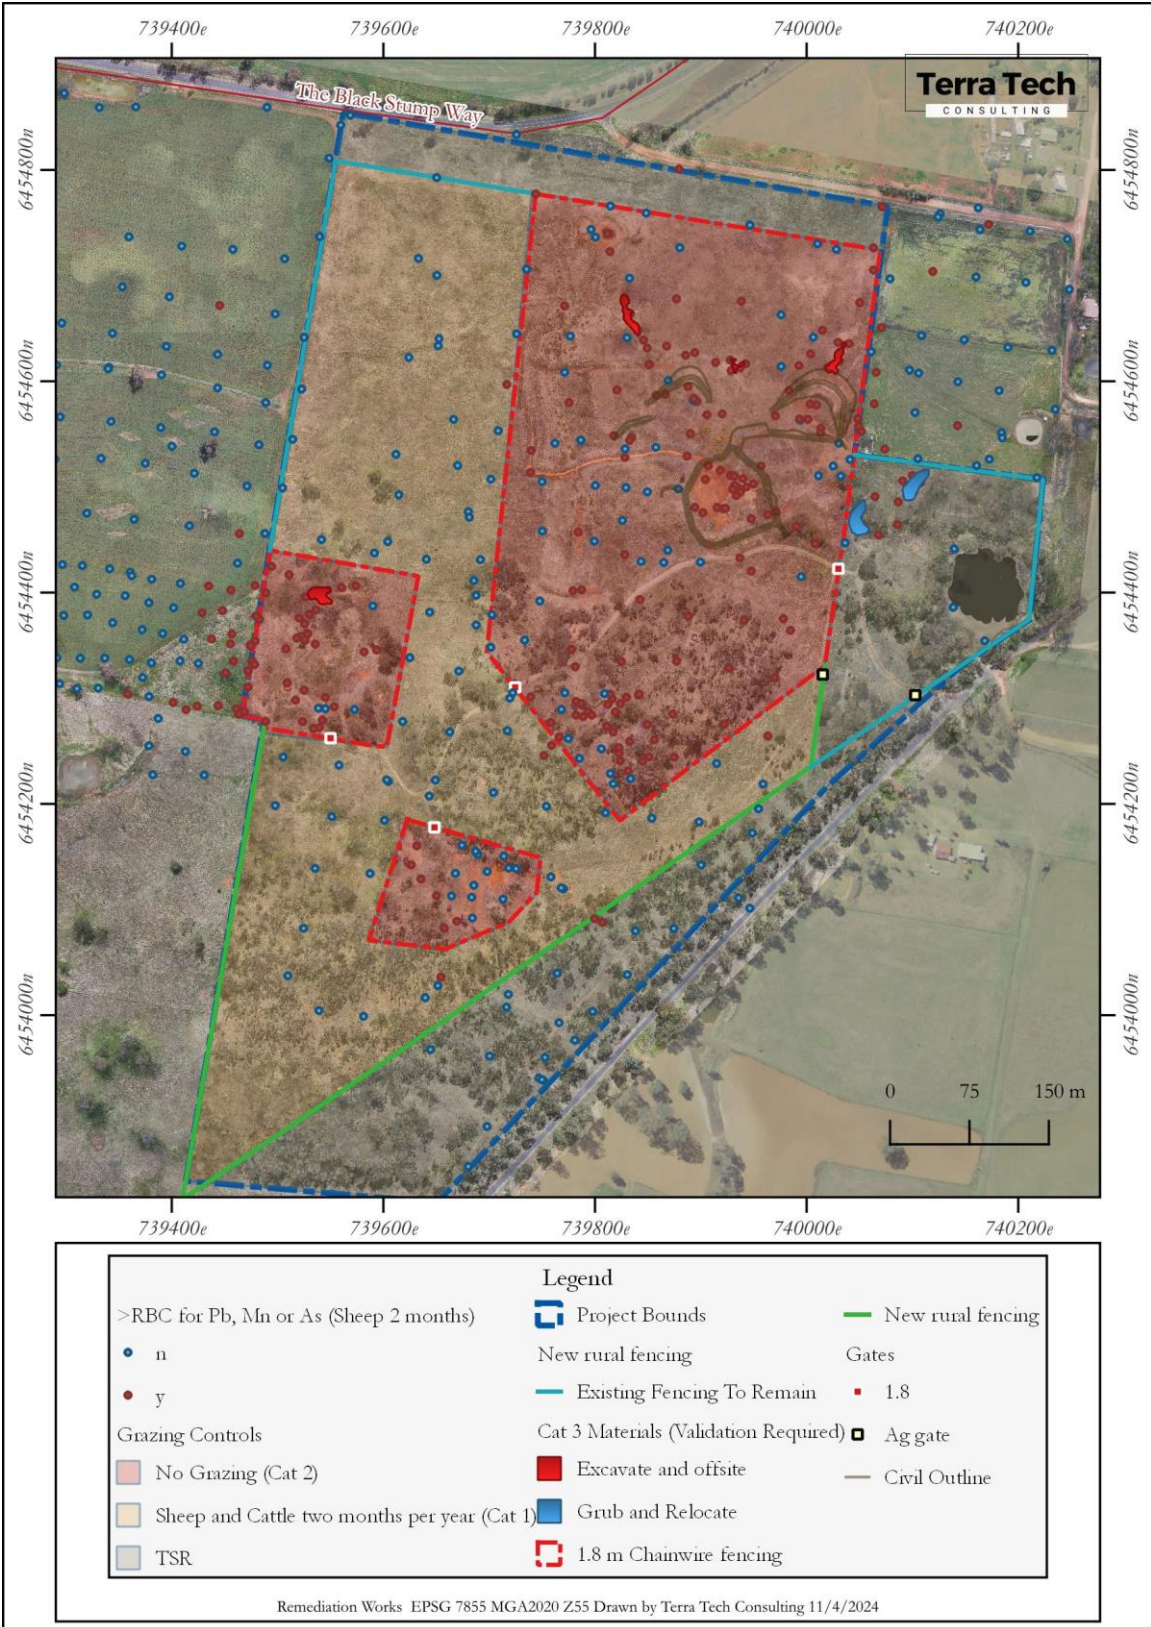 739400e 739600e 739800e 740000e 740200e
Terra Tech
CONSULTING
The Black Stump Way
6454800n 6454800n
6454600n 6454600n
6454400n 6454400n
6454200n 6454200n
6454000n 6454000n
0 75 150 m
739400e 739600e 739800e 740000e 740200e
Legend
>RBC for Pb, Mn or As (Sheep 2 months)
n
y
Grazing Controls
No Grazing (Cat 2)
Sheep and Cattle two months per year (Cat 1)
TSR
Project Bounds
New rural fencing
Existing Fencing To Remain
Cat 3 Materials (Validation Required)
Excavate and offsite
Grub and Relocate
1.8 m Chainwire fencing
New rural fencing
Gates
1.8
Ag gate
Civil Outline
Remediation Works EPSG 7855 MGA2020 Z55 Drawn by Terra Tech Consulting 11/4/2024